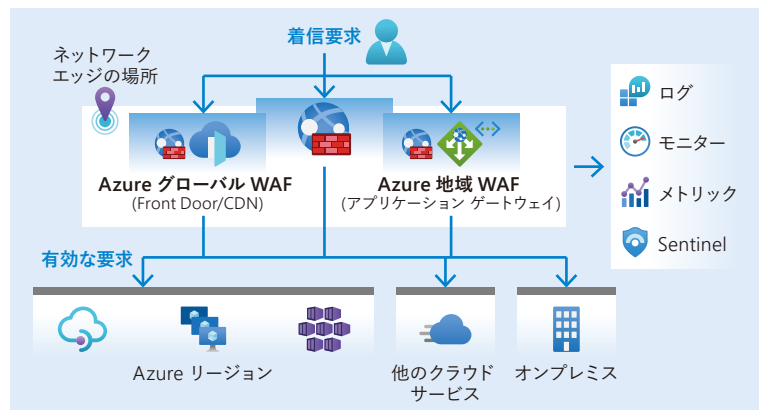 着信要求
ネットワーク
エッジの場所
Azure グローバル WAF
(Front Door/CDN)
Azure 地域 WAF
(アプリケーション ゲートウェイ)
ログ
モニター
メトリック
Sentinel
有効な要求
Azure リージョン
他のクラウド
サービス
オンプレミス